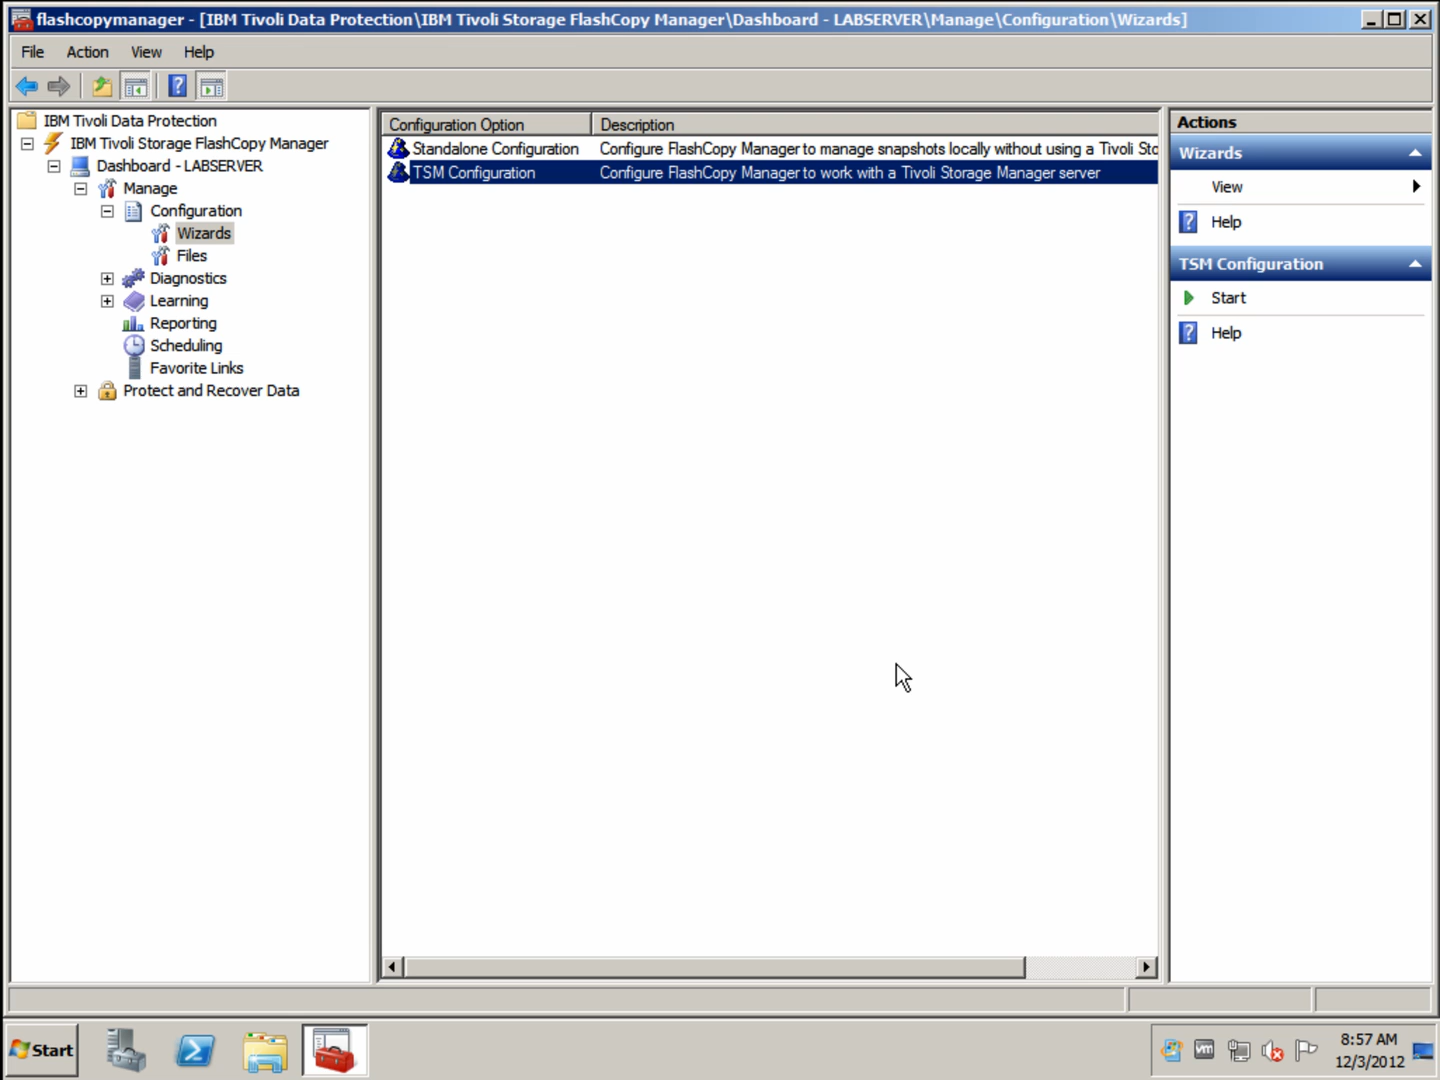 flashcopymanager - [IBM Tivoli Data Protection\IBM Tivoli Storage FlashCopy Manager\Dashboard - LABSERVER\Manage\Configuration\Wizards]
File Action View Help
IBM Tivoli Data Protection
IBM Tivoli Storage FlashCopy Manager
Dashboard - LABSERVER
Manage
Configuration
Wizards
Files
Diagnostics
Learning
Reporting
Scheduling
Favorite Links
Protect and Recover Data
Configuration Option Description
Standalone Configuration Configure FlashCopy Manager to manage snapshots locally without using a Tivoli Sto
TSM Configuration Configure FlashCopy Manager to work with a Tivoli Storage Manager server
Actions
Wizards
View
Help
TSM Configuration
Start
Help
Start
vm
8:57 AM
12/3/2012